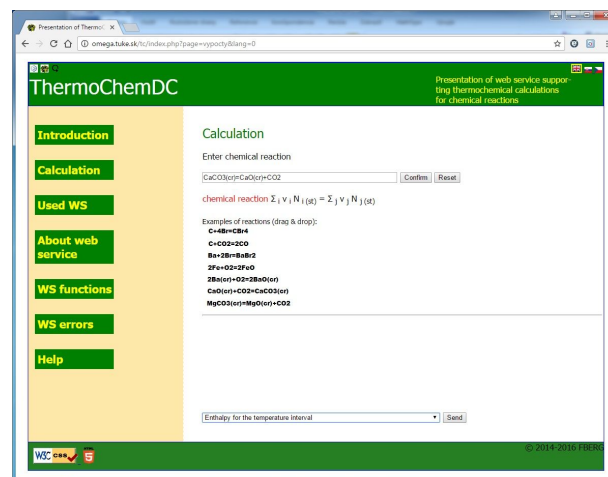 Presentation of ThermoC
omega.tuke.sk/tc/index.php?page=vypocty&lang=0
ThermoChemDC
Presentation of web service suppor-
ting thermochemical calculations
for chemical reactions
Introduction
Calculation
Used WS
About web
service
WS functions
WS errors
Help
Calculation
Enter chemical reaction
CaCO3(cr)=CaO(cr)+CO2
Confirm Reset
chemical reaction Σ i ν i N i (st) = Σ j ν j N j (st)
Examples of reactions (drag & drop):
C+4Br=CBr4
C+CO2=2CO
Ba+2Br=BaBr2
2Fe+O2=2FeO
2Ba(cr)+O2=2BaO(cr)
CaO(cr)+CO2=CaCO3(cr)
MgCO3(cr)=MgO(cr)+CO2
Enthalpy for the temperature interval
Send
W3C css
HTML
5
© 2014-2016 FBERG